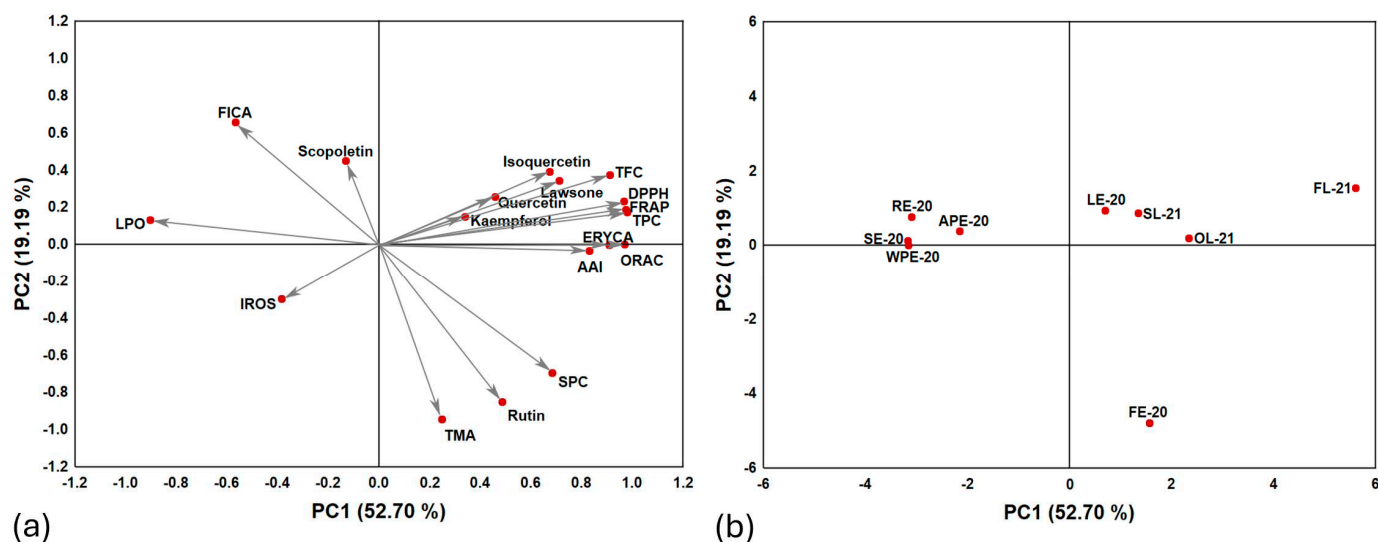 1.2
1.0
0.8
0.6
0.4
0.2
0.0
-0.2
-0.4
-0.6
-0.8
-1.0
-1.2
PC2 (19.19 %)
FICA
Scopoletin
Isoquercetin
TFC
Lawsone
DPPH
Quercetin
FRAP
Kaempferol
TPC
LPO
ERYCA
AAI
ORAC
IROS
SPC
Rutin
TMA
-1.2 -1.0 -0.8 -0.6 -0.4 -0.2 0.0 0.2 0.4 0.6 0.8 1.0 1.2
PC1 (52.70 %)
(a)
6
4
2
0
-2
-4
-6
PC2 (19.19 %)
FL-21
LE-20
SL-21
RE-20
APE-20
OL-21
SE-20
WPE-20
FE-20
-6 -4 -2 0 2 4 6
PC1 (52.70 %)
(b)